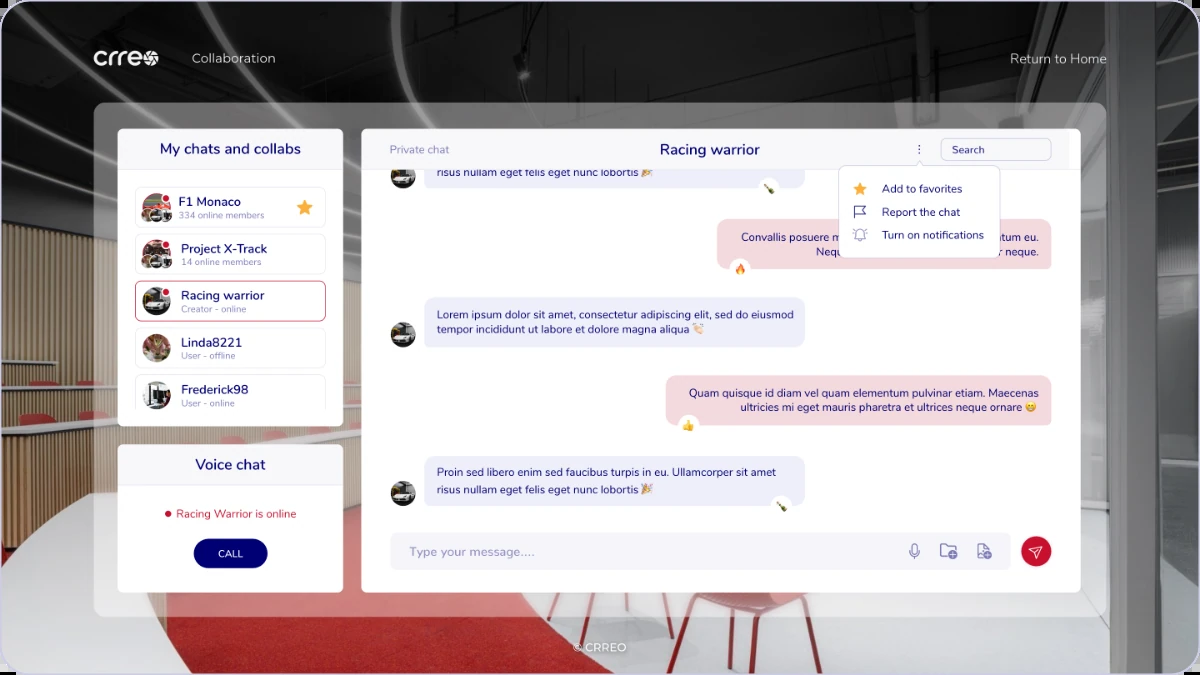 crreo
Collaboration
Return to Home
My chats and collabs
F1 Monaco
334 online members
Project X-Track
14 online members
Racing warrior
Creator - online
Linda8221
User - offline
Frederick98
User - online
Voice chat
Racing Warrior is online
CALL
Private chat
Racing warrior
Search
Add to favorites
Report the chat
Turn on notifications
risus nullam eget felis eget nunc lobortis 🎉
Convallis posuere
eu.
neque.
Lorem ipsum dolor sit amet, consectetur adipiscing elit, sed do eiusmod
tempor incididunt ut labore et dolore magna aliqua 👏🏻
Quam quisque id diam vel quam elementum pulvinar etiam. Maecenas
ultricies mi eget mauris pharetra et ultrices neque ornare 😄
Proin sed libero enim sed faucibus turpis in eu. Ullamcorper sit amet
risus nullam eget felis eget nunc lobortis 🎉
Type your message....
© CRREO